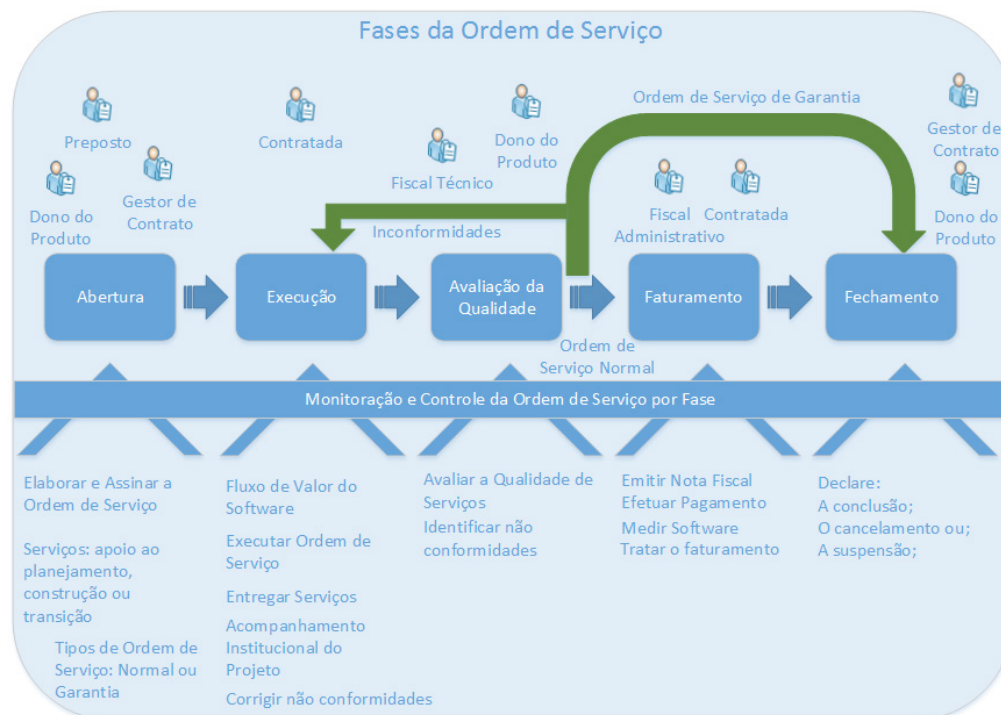 Fases da Ordem de Serviço
Preposto
Dono do
Produto
Gestor de
Contrato
Contratada
Fiscal Técnico
Dono do
Produto
Ordem de Serviço de Garantia
Inconformidades
Fiscal
Administrativo
Contratada
Gestor de
Contrato
Dono do
Produto
Abertura
Execução
Avaliação da
Qualidade
Faturamento
Fechamento
Ordem de
Serviço Normal
Monitoração e Controle da Ordem de Serviço por Fase
Elaborar e Assinar a
Ordem de Serviço
Serviços: apoio ao
planejamento,
construção ou
transição
Tipos de Ordem de
Serviço: Normal ou
Garantia
Fluxo de Valor do
Software
Executar Ordem de
Serviço
Entregar Serviços
Acompanhamento
Institucional do
Projeto
Corrigir não conformidades
Avaliar a Qualidade de
Serviços
Identificar não
conformidades
Emitir Nota Fiscal
Efetuar Pagamento
Medir Software
Tratar o faturamento
Declare:
A conclusão;
O cancelamento ou;
A suspensão;